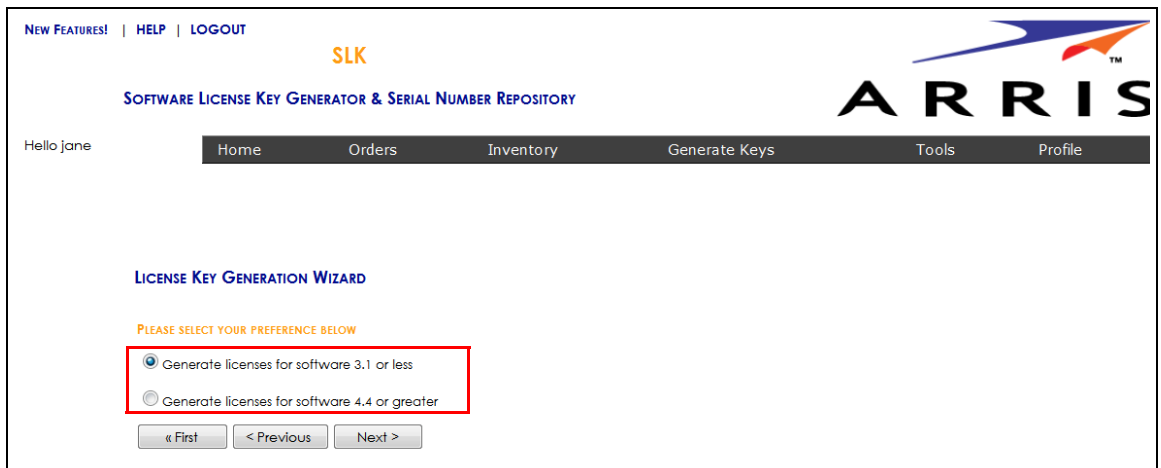 NEW FEATURES! | HELP | LOGOUT
SLK
SOFTWARE LICENSE KEY GENERATOR & SERIAL NUMBER REPOSITORY
TM
ARRIS
Hello jane
Home Orders Inventory Generate Keys Tools Profile
LICENSE KEY GENERATION WIZARD
PLEASE SELECT YOUR PREFERENCE BELOW
Generate licenses for software 3.1 or less
Generate licenses for software 4.4 or greater
« First < Previous Next >